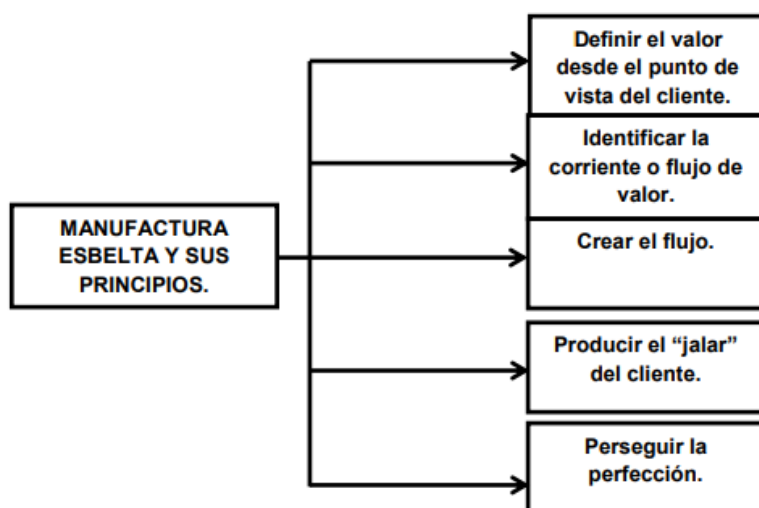 Definir el valor
desde el punto de
vista del cliente.
Identificar la
corriente o flujo de
valor.
MANUFACTURA
ESBELTA Y SUS
PRINCIPIOS.
Crear el flujo.
Producir el “jalar”
del cliente.
Perseguir la
perfección.